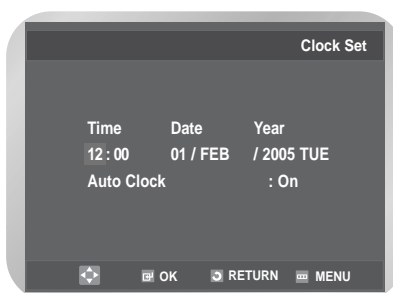 Clock Set
Time Date Year
12 : 00 01 / FEB / 2005 TUE
Auto Clock : On
OK RETURN MENU